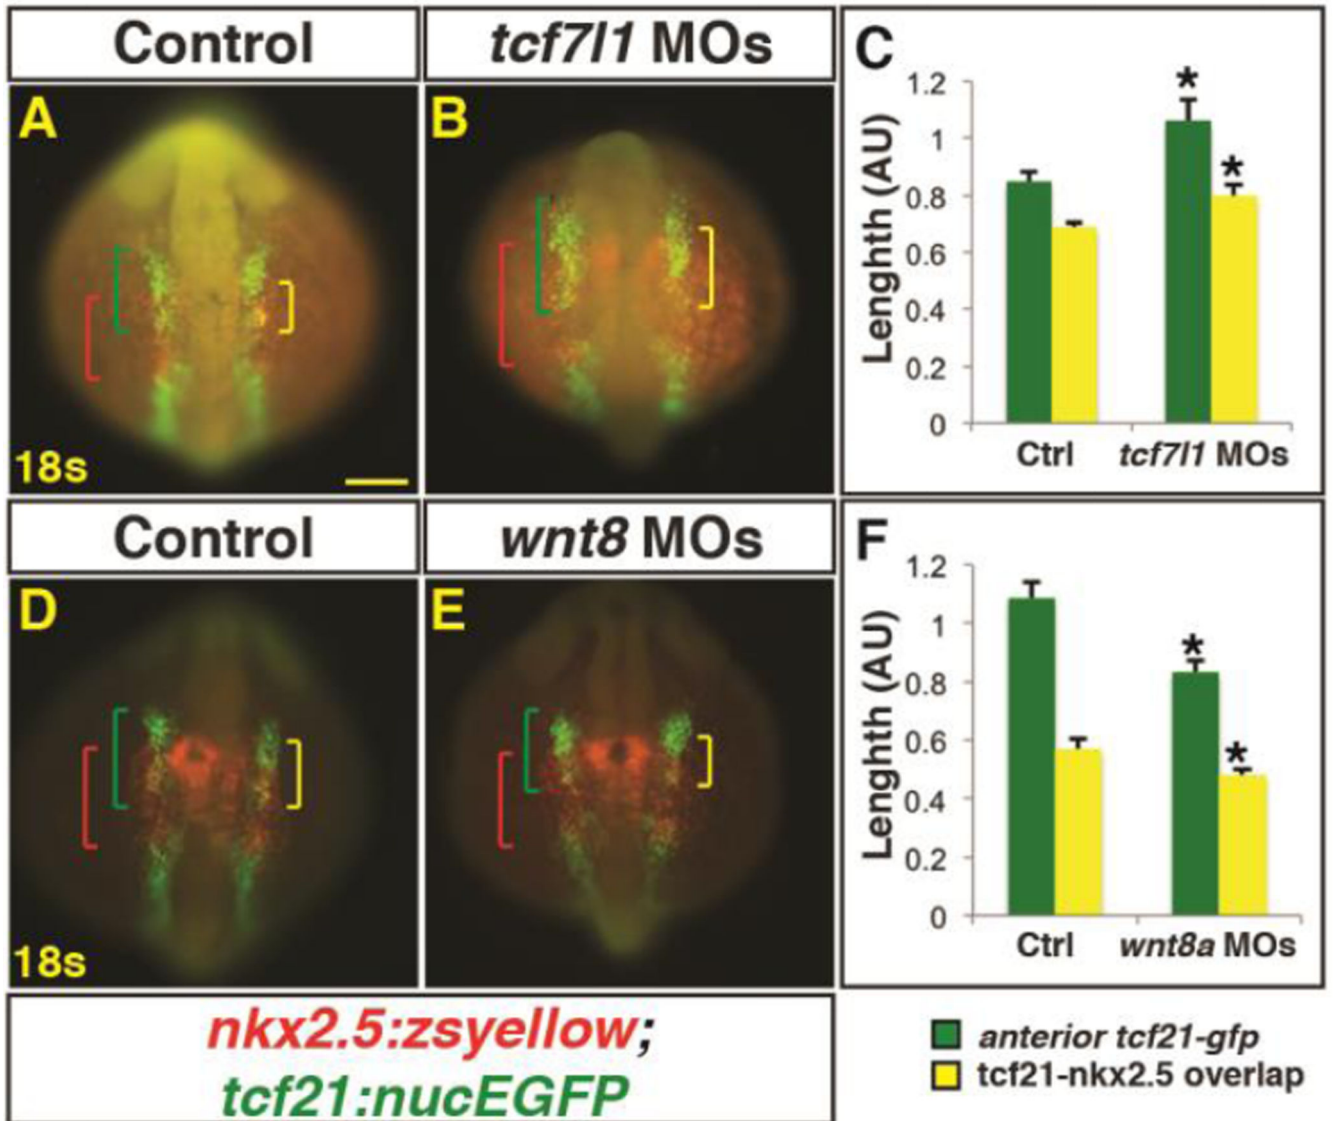 Control
tcf7l1 MOs
A
18s
B
C
1.2
1
0.8
0.6
0.4
0.2
0
Lenghth (AU)
*
*
Ctrl
tcf7l1 MOs
Control
wnt8 MOs
D
18s
E
F
1.2
1
0.8
0.6
0.4
0.2
0
Lenghth (AU)
*
*
Ctrl
wnt8a MOs
nkx2.5:zsyellow;
tcf21:nucEGFP
anterior tcf21-gfp
tcf21-nkx2.5 overlap